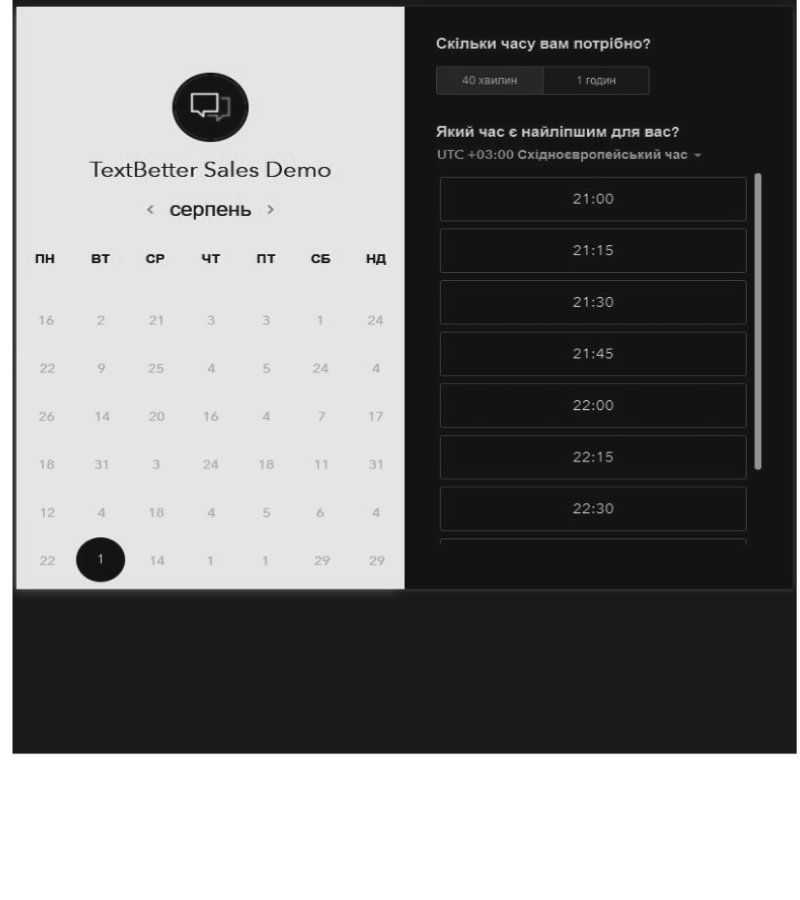 TextBetter Sales Demo
< серпень >
ПН ВТ СР ЧТ ПТ СБ НД
16 2 21 3 3 1 24
22 9 25 4 5 24 4
26 14 20 16 4 7 17
18 31 3 24 18 11 31
12 4 18 4 5 6 4
22 1 14 1 1 29 29
Скільки часу вам потрібно?
40 хвилин 1 годин
Який час є найліпшим для вас?
UTC +03:00 Східноєвропейський час
21:00
21:15
21:30
21:45
22:00
22:15
22:30